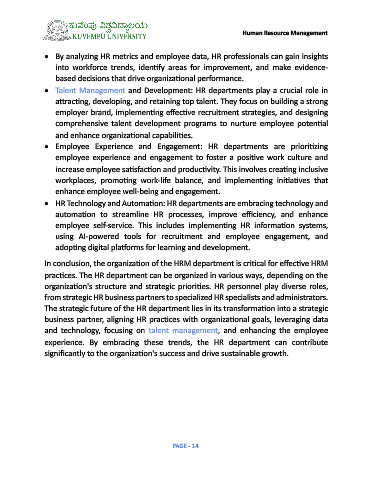 ಕುವೆಂಪು ವಿಶ್ವವಿದ್ಯಾಲಯ
KUVEMPU UNIVERSITY
Human Resource Management
• By analyzing HR metrics and employee data, HR professionals can gain insights
into workforce trends, identify areas for improvement, and make evidence-
based decisions that drive organizational performance.
• Talent Management and Development: HR departments play a crucial role in
attracting, developing, and retaining top talent. They focus on building a strong
employer brand, implementing effective recruitment strategies, and designing
comprehensive talent development programs to nurture employee potential
and enhance organizational capabilities.
• Employee Experience and Engagement: HR departments are prioritizing
employee experience and engagement to foster a positive work culture and
increase employee satisfaction and productivity. This involves creating inclusive
workplaces, promoting work-life balance, and implementing initiatives that
enhance employee well-being and engagement.
• HR Technology and Automation: HR departments are embracing technology and
automation to streamline HR processes, improve efficiency, and enhance
employee self-service. This includes implementing HR information systems,
using AI-powered tools for recruitment and employee engagement, and
adopting digital platforms for learning and development.
In conclusion, the organization of the HRM department is critical for effective HRM
practices. The HR department can be organized in various ways, depending on the
organization's structure and strategic priorities. HR personnel play diverse roles,
from strategic HR business partners to specialized HR specialists and administrators.
The strategic future of the HR department lies in its transformation into a strategic
business partner, aligning HR practices with organizational goals, leveraging data
and technology, focusing on talent management, and enhancing the employee
experience. By embracing these trends, the HR department can contribute
significantly to the organization's success and drive sustainable growth.
PAGE - 14